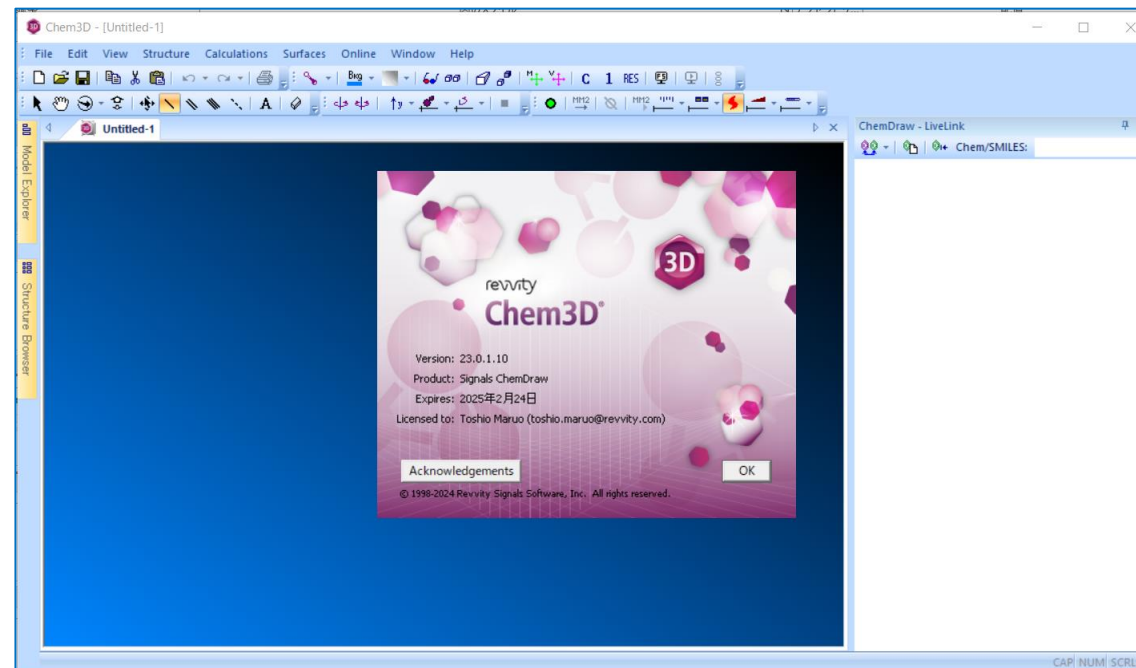 Chem3D - [Untitled-1]
File Edit View Structure Calculations Surfaces Online Window Help
Bkg H V C 1 RES
A MM2 MM2
Untitled-1
ChemDraw - LiveLink
Chem/SMILES:
Model Explorer
Structure Browser
3D
revvity
Chem3D®
Version: 23.0.1.10
Product: Signals ChemDraw
Expires: 2025年2月24日
Licensed to: Toshio Maruo (toshio.maruo@revvity.com)
Acknowledgements
OK
© 1998-2024 Revvity Signals Software, Inc. All rights reserved.
CAP NUM SCRL